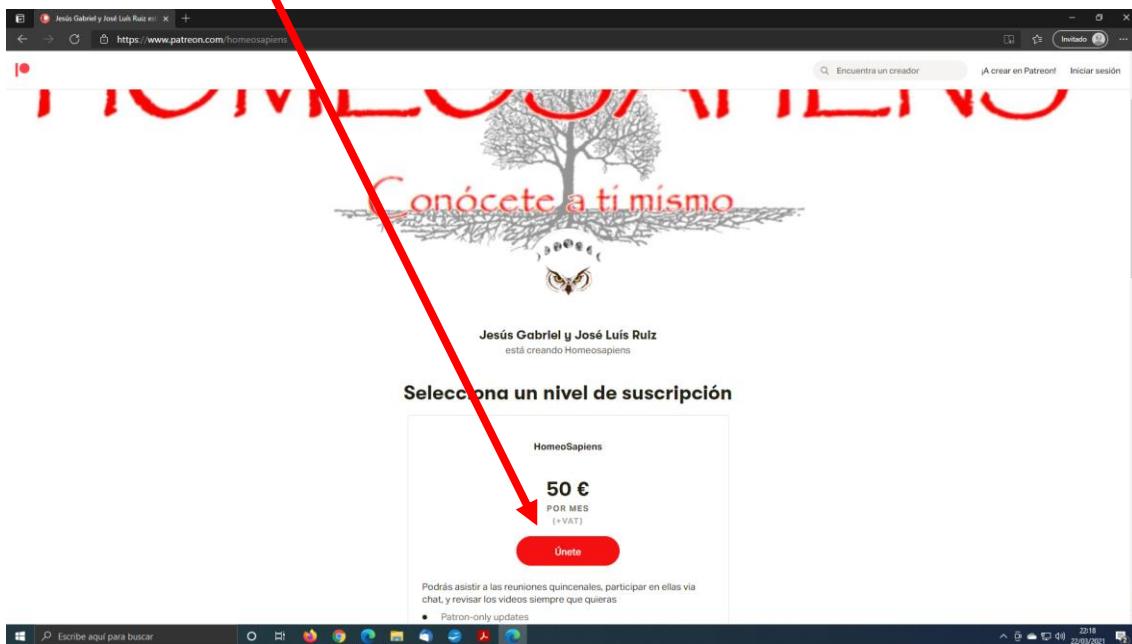 Jesús Gabriel y José Luís Ruiz est
https://www.patreon.com/homeosapiens
Invitado
Encuentra un creador
¡A crear en Patreon!
Iniciar sesión
HOMEOSAPIENS
Conócete a ti mismo
Jesús Gabriel y José Luís Ruiz
está creando Homeosapiens
Selecciona un nivel de suscripción
HomeoSapiens
50 €
POR MES
(+VAT)
Únete
Podrás asistir a las reuniones quincenales, participar en ellas via
chat, y revisar los videos siempre que quieras
Patron-only updates
Escribe aquí para buscar
22:18
22/03/2021